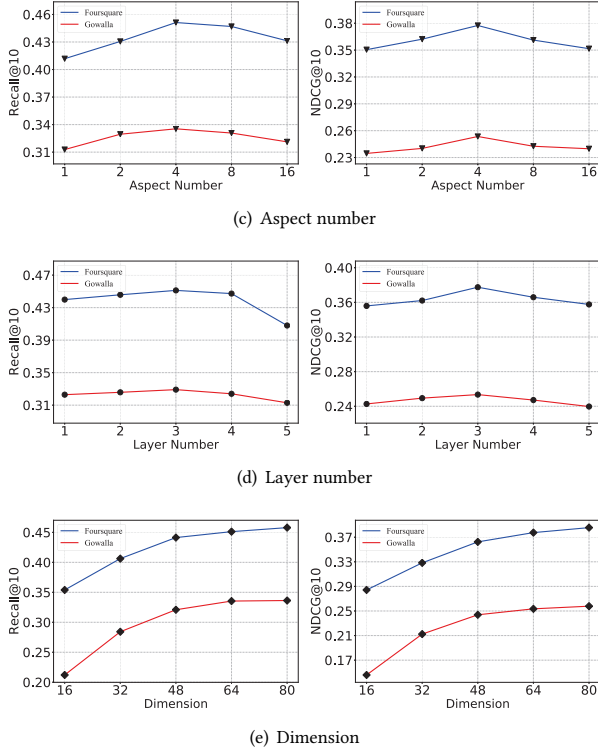 Foursquare
Gowalla
Recall@10
0.46
0.43
0.40
0.37
0.34
0.31
1 2 4 8 16
Aspect Number
Foursquare
Gowalla
NDCG@10
0.38
0.35
0.32
0.29
0.26
0.23
1 2 4 8 16
Aspect Number
(c) Aspect number
Foursquare
Gowalla
Recall@10
0.47
0.43
0.39
0.35
0.31
1 2 3 4 5
Layer Number
Foursquare
Gowalla
NDCG@10
0.40
0.36
0.32
0.28
0.24
1 2 3 4 5
Layer Number
(d) Layer number
Foursquare
Gowalla
Recall@10
0.45
0.40
0.35
0.30
0.25
0.20
16 32 48 64 80
Dimension
Foursquare
Gowalla
NDCG@10
0.37
0.33
0.29
0.25
0.21
0.17
16 32 48 64 80
Dimension
(e) Dimension